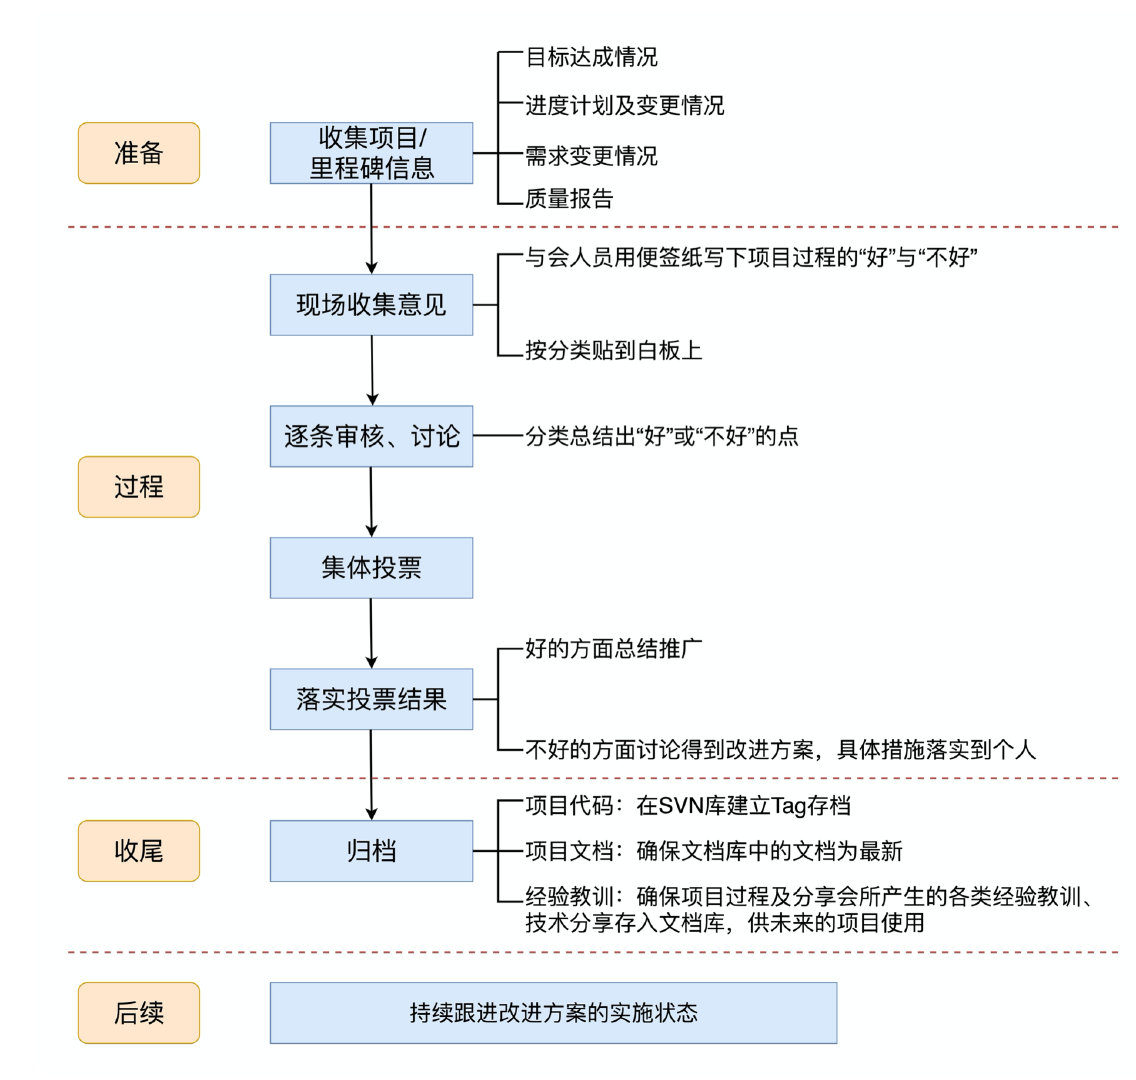 目标达成情况
进度计划及变更情况
准备
收集项目/
里程碑信息
需求变更情况
质量报告
与会人员用便签纸写下项目过程的“好”与“不好”
现场收集意见
按分类贴到白板上
逐条审核、讨论
分类总结出“好”或“不好”的点
过程
集体投票
好的方面总结推广
落实投票结果
不好的方面讨论得到改进方案，具体措施落实到个人
项目代码：在SVN库建立Tag存档
收尾
归档
项目文档：确保文档库中的文档为最新
经验教训：确保项目过程及分享会所产生的各类经验教训、
技术分享存入文档库，供未来的项目使用
后续
持续跟进改进方案的实施状态